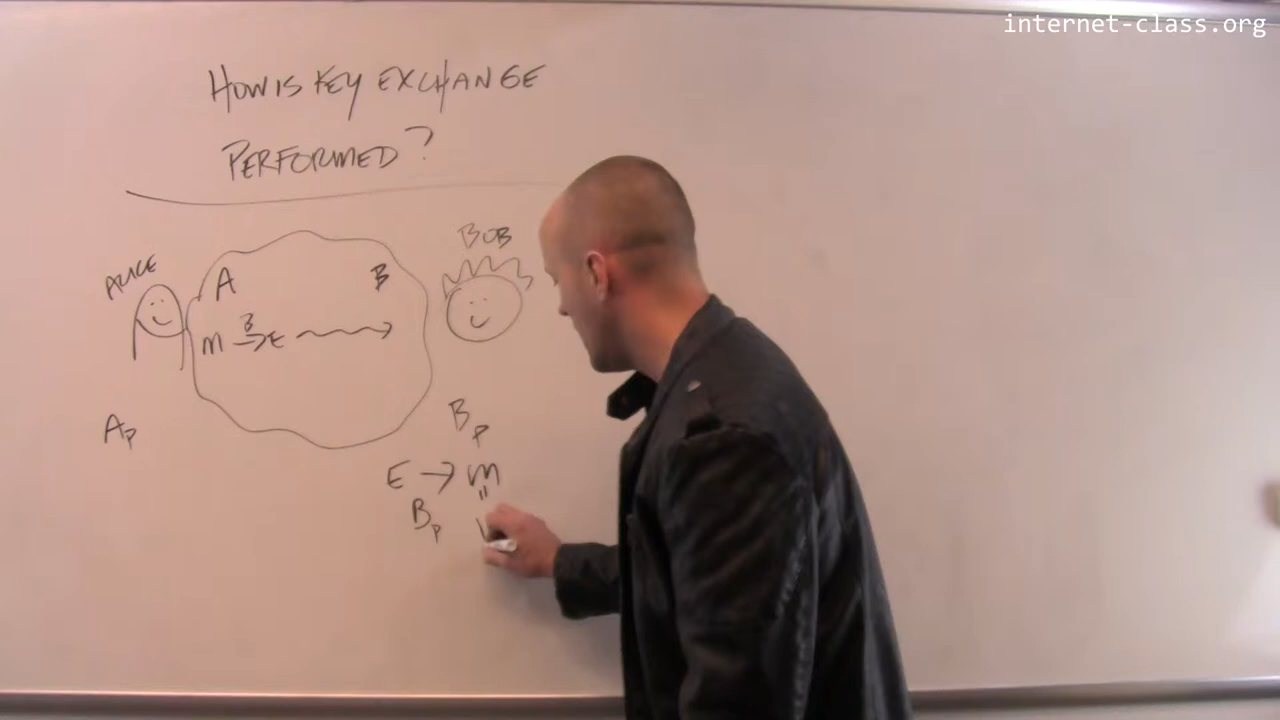 internet-class.org
HOW IS KEY EXCHANGE
PERFORMED?
ALICE
BOB
A B
m B→E
Ap
Bp
E → m
Bp "